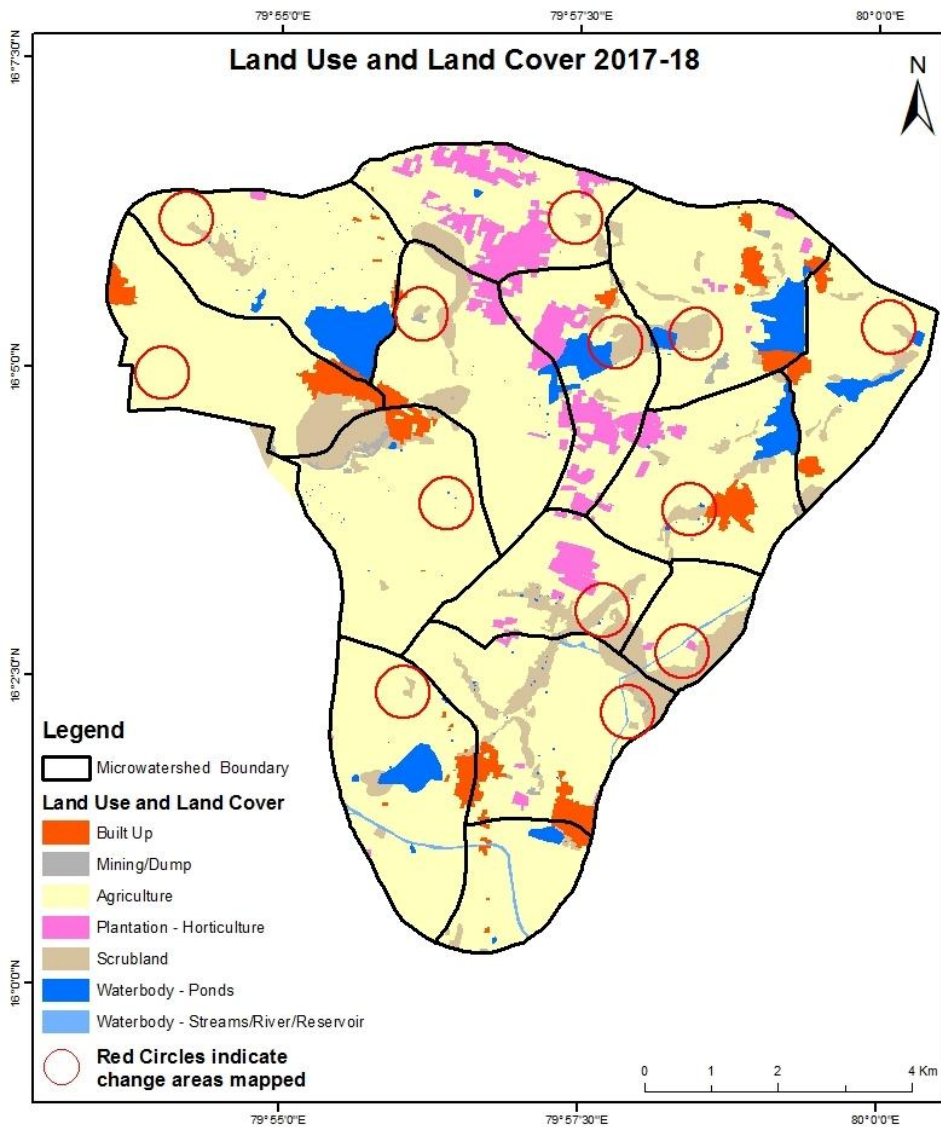 79°55'0"E 79°57'30"E 80°0'0"E
16°7'30"N
Land Use and Land Cover 2017-18
N
16°5'0"N
16°2'30"N
Legend
Microwatershed Boundary
Land Use and Land Cover
Built Up
Mining/Dump
Agriculture
Plantation - Horticulture
Scrubland
Waterbody - Ponds
16°0'0"N
Waterbody - Streams/River/Reservoir
Red Circles indicate
change areas mapped
0 1 2 4 Km
79°55'0"E 79°57'30"E 80°0'0"E